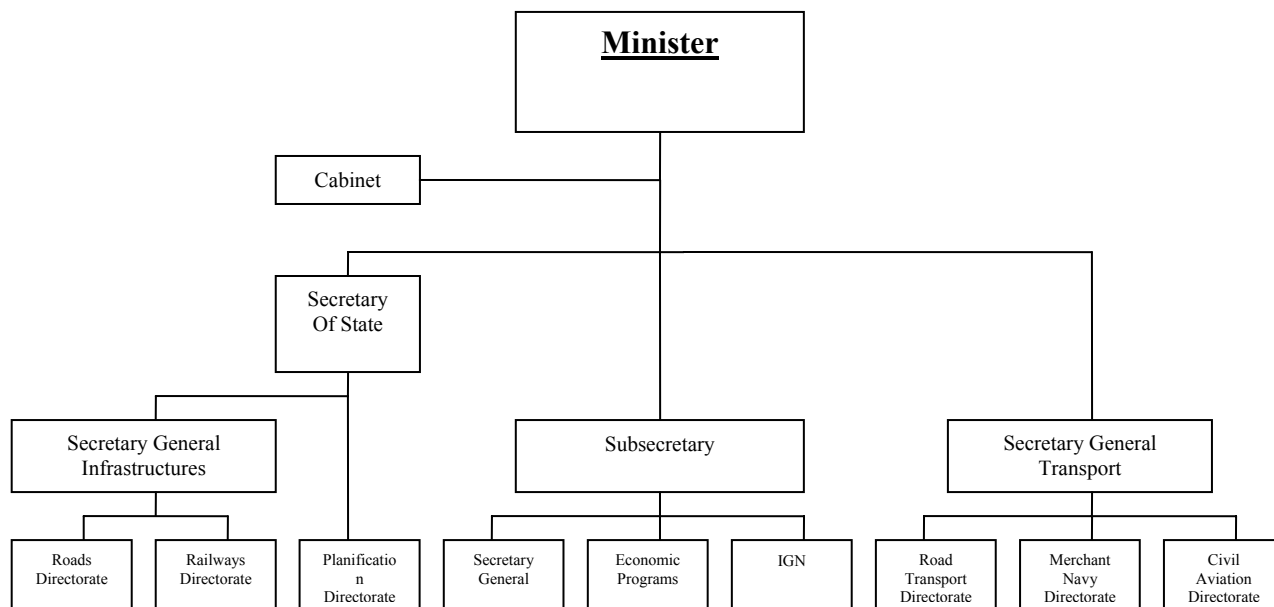 Minister
Cabinet
Secretary
Of State
Secretary General
Infrastructures
Subsecretary
Secretary General
Transport
Roads
Directorate
Railways
Directorate
Planificatio
n
Directorate
Secretary
General
Economic
Programs
IGN
Road
Transport
Directorate
Merchant
Navy
Directorate
Civil
Aviation
Directorate